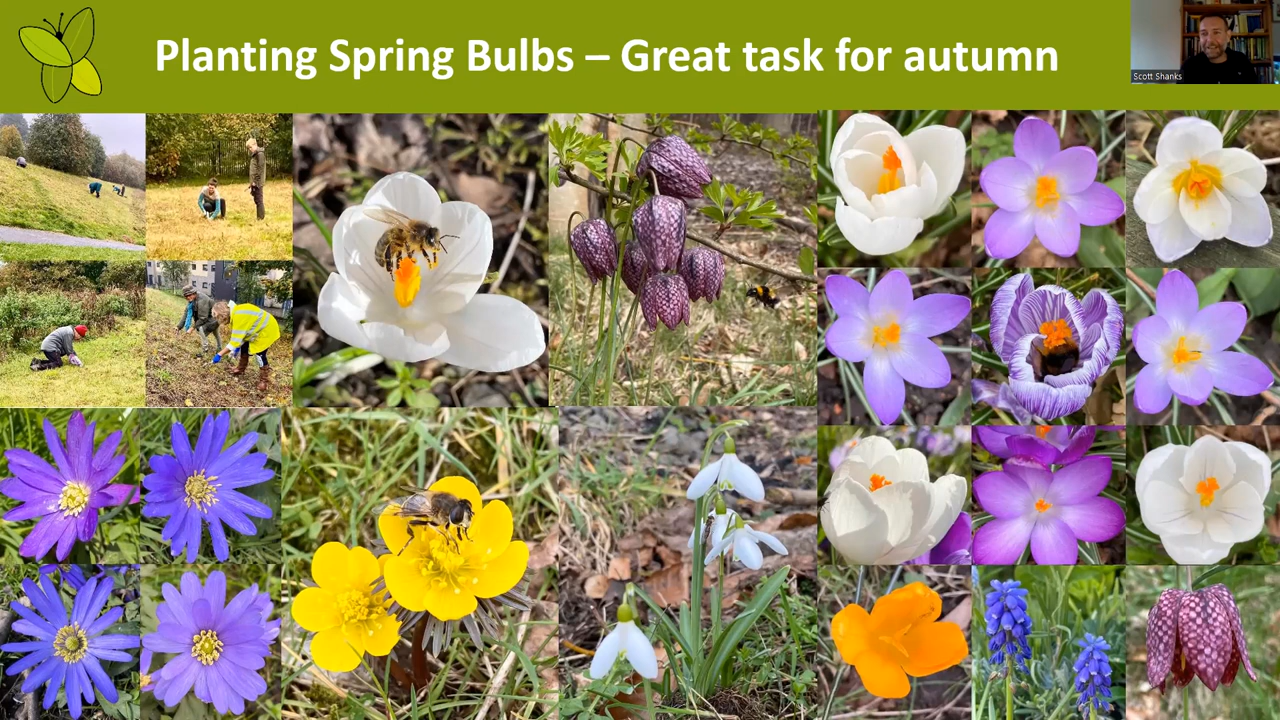 Planting Spring Bulbs – Great task for autumn
Scott Shanks